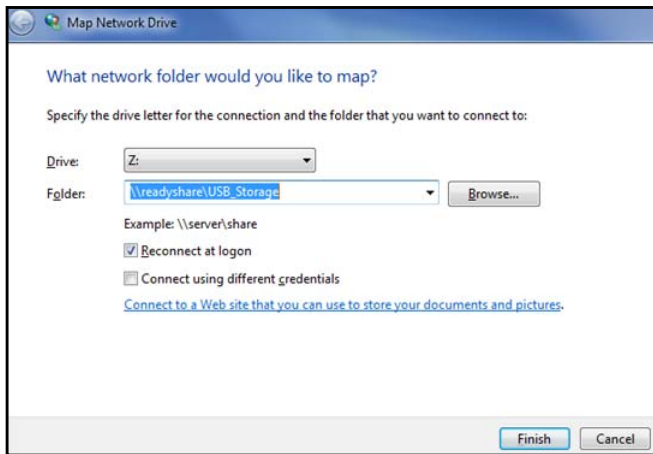 Map Network Drive
What network folder would you like to map?
Specify the drive letter for the connection and the folder that you want to connect to:
Drive: Z:
Folder: \\readyshare\USB_Storage Browse...
Example: \\server\share
Reconnect at logon
Connect using different credentials
Connect to a Web site that you can use to store your documents and pictures.
Finish Cancel